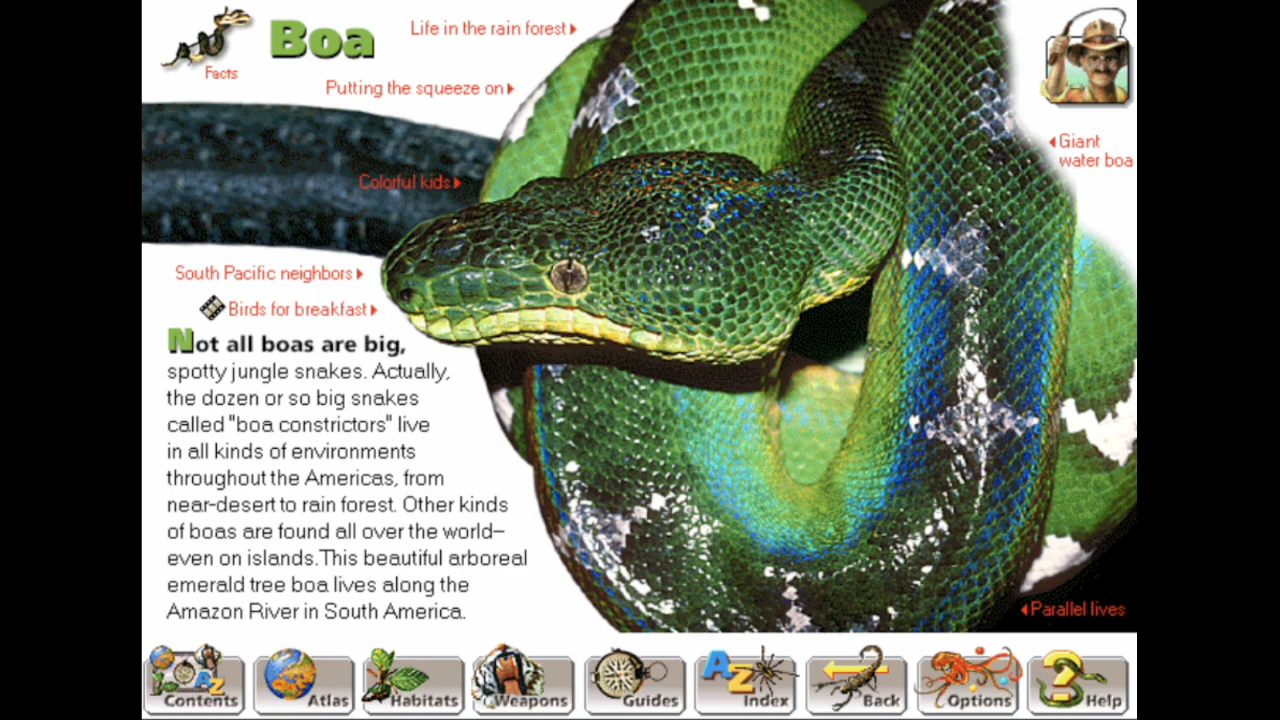 Boa
Facts
Life in the rain forest
Putting the squeeze on
Giant
water boa
Colorful kids
South Pacific neighbors
Birds for breakfast
Not all boas are big,
spotty jungle snakes. Actually,
the dozen or so big snakes
called "boa constrictors" live
in all kinds of environments
throughout the Americas, from
near-desert to rain forest. Other kinds
of boas are found all over the world–
even on islands.This beautiful arboreal
emerald tree boa lives along the
Amazon River in South America.
Parallel lives
Contents
Atlas
Habitats
Weapons
Guides
AZ
Index
Back
Options
?
Help